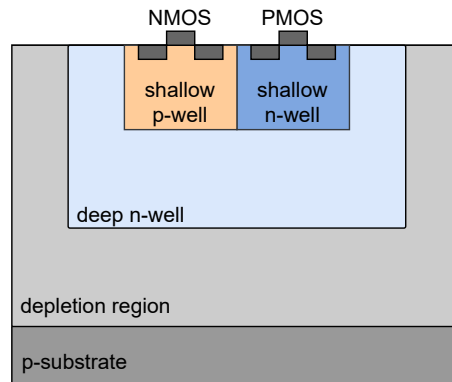 NMOS PMOS
shallow
p-well
shallow
n-well
deep n-well
depletion region
p-substrate